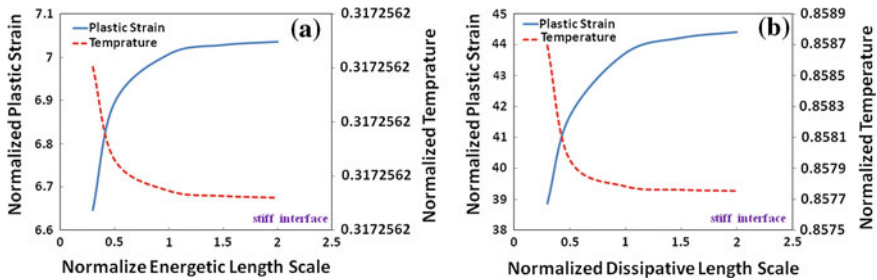 (a)
Plastic Strain
Temprature
Normalized Plastic Strain
7.1
7
6.9
6.8
6.7
6.6
0.3172562
0.3172562
0.3172562
0.3172562
0.3172562
Normalized Temprature
stiff interface
0
0.5
1
1.5
2
2.5
Normalize Energetic Length Scale
(b)
Plastic Strain
Temperature
Normalized Plastic Strain
45
44
43
42
41
40
39
38
0.8589
0.8587
0.8585
0.8583
0.8581
0.8579
0.8577
0.8575
Normalized Temperature
stiff interface
0
0.5
1
1.5
2
2.5
Normalized Dissipative Length Scale